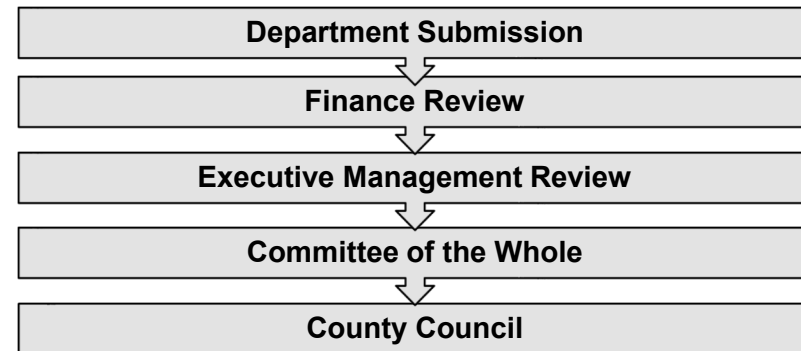 Department Submission
Finance Review
Executive Management Review
Committee of the Whole
County Council